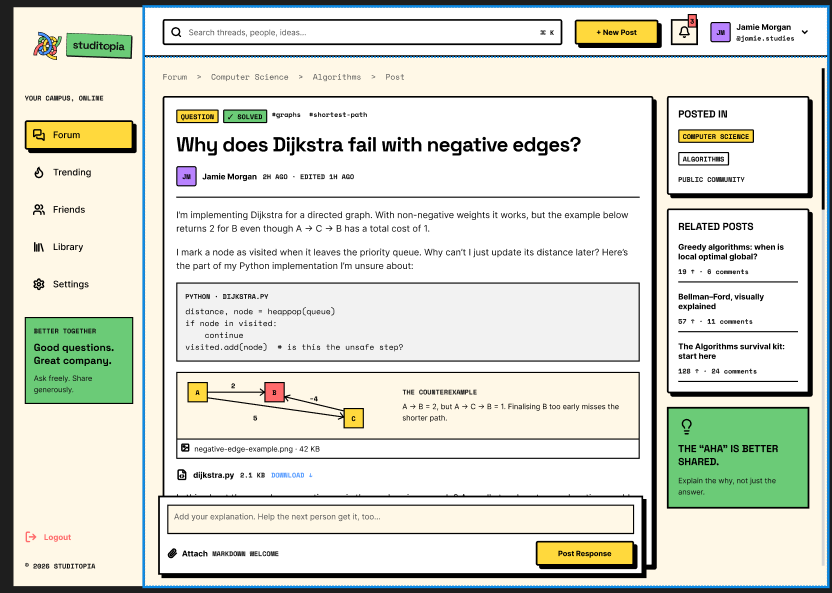 studitopia
YOUR CAMPUS, ONLINE
Forum
Trending
Friends
Library
Settings
BETTER TOGETHER
Good questions.
Great company.
Ask freely. Share
generously.
Logout
© 2026 STUDITOPIA
Search threads, people, ideas...
⌘ K
+ New Post
3
JM
Jamie Morgan
@jamie.studies
Forum > Computer Science > Algorithms > Post
QUESTION ✓ SOLVED #graphs #shortest-path
Why does Dijkstra fail with negative edges?
JM Jamie Morgan 2H AGO · EDITED 1H AGO
I'm implementing Dijkstra for a directed graph. With non-negative weights it works, but the example below
returns 2 for B even though A → C → B has a total cost of 1.
I mark a node as visited when it leaves the priority queue. Why can't I just update its distance later? Here's
the part of my Python implementation I'm unsure about:
PYTHON · DIJKSTRA.PY
distance, node = heappop(queue)
if node in visited:
continue
visited.add(node) # is this the unsafe step?
A
2
B
-4
5
C
THE COUNTEREXAMPLE
A → B = 2, but A → C → B = 1. Finalising B too early misses the
shorter path.
negative-edge-example.png · 42 KB
dijkstra.py 2.1 KB DOWNLOAD ↓
Add your explanation. Help the next person get it, too...
Attach MARKDOWN WELCOME
Post Response
POSTED IN
COMPUTER SCIENCE
ALGORITHMS
PUBLIC COMMUNITY
RELATED POSTS
Greedy algorithms: when is
local optimal global?
19 ↑ · 6 comments
Bellman–Ford, visually
explained
57 ↑ · 11 comments
The Algorithms survival kit:
start here
128 ↑ · 24 comments
THE “AHA” IS BETTER
SHARED.
Explain the why, not just the
answer.